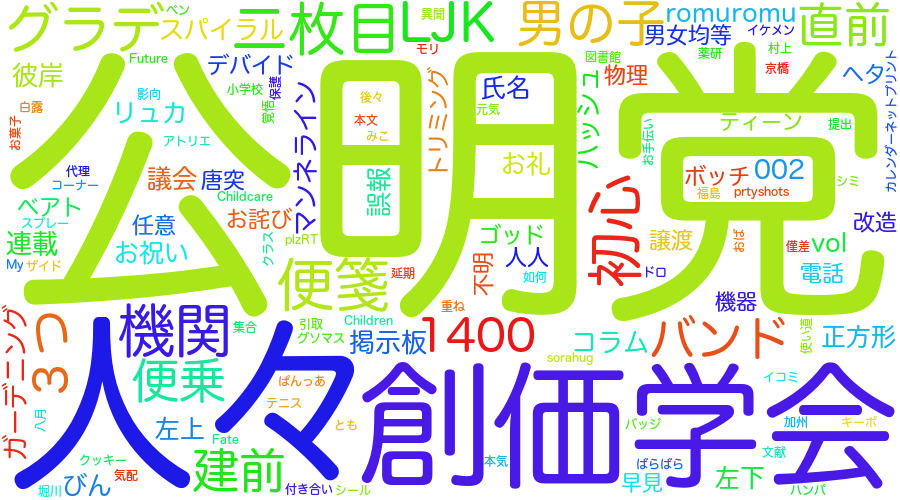 グラデ
ペン
スパイラル
二枚目
LJK
異聞
モリ
男の子
romuromu
男女均等
イケメン
直前
公明党
彼岸
Future
デバイド
小学校
保護
覚悟
白露
お菓子
リュカ
影向
アトリエ
マンネライン
後々
本文
みこ
誤報
トリミング
氏名
元気
お礼
図書館
ハッシュ
物理
薬研
村上
京橋
ヘタ
カレンダーネットプリント
ティーン
提出
お手伝い
ボッチ
002
福島
prtyshots
シミ
代理
コーナー
議会
唐突
Childcare
ベアト
スプレー
任意
お詫び
連載
お祝い
クラス
plzRT
My
ザイド
便箋
延期
ゴッド
不明
人人
如何
重ね
初心
ドロ
譲渡
おば
僅差
vol
改造
電話
機器
ガーデニング
3つ
人々
機関
集合
引取
グソマス
Children
掲示板
1400
コラム
sorahug
バンド
使い道
正方形
便乗
ぱんつあ
テニス
とも
創価学会
イコミ
八月
左上
Fate
バッジ
加州
キーボ
クッキー
気配
建前
本気
ぱらぱら
文献
堀川
びん
付き合い
シール
早見
左下
ハンパ